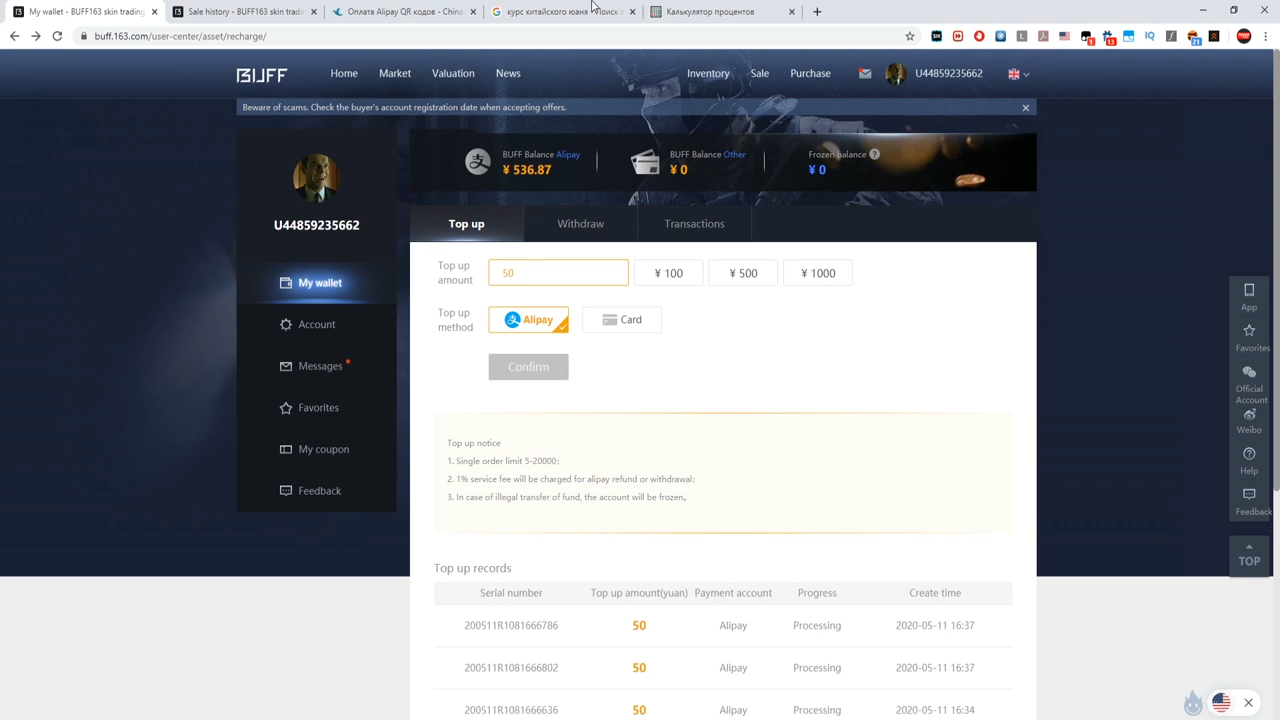 My wallet - BUFF163 skin trading
Sale history - BUFF163 skin tradin
Оплата Alipay QR кодов - China
курс китайского юаня - Поиск в
Калькулятор процентов
buff.163.com/user-center/asset/recharge/
1
13
IQ
21
BUFF
Home
Market
Valuation
News
Inventory
Sale
Purchase
U44859235662
Beware of scams. Check the buyer's account registration date when accepting offers.
BUFF Balance Alipay
¥ 536.87
BUFF Balance Other
¥ 0
Frozen balance ?
¥ 0
U44859235662
My wallet
Account
Messages
Favorites
My coupon
Feedback
Top up
Withdraw
Transactions
Top up
amount
50
¥ 100
¥ 500
¥ 1000
Top up
method
支 Alipay
Card
Confirm
Top up notice
1. Single order limit 5-20000;
2. 1% service fee will be charged for alipay refund or withdrawal;
3. In case of illegal transfer of fund, the account will be frozen。
Top up records
Serial number Top up amount(yuan) Payment account Progress Create time
200511R1081666786 50 Alipay Processing 2020-05-11 16:37
200511R1081666802 50 Alipay Processing 2020-05-11 16:37
200511R1081666636 50 Alipay Processing 2020-05-11 16:34
App
Favorites
Official
Account
Weibo
Help
Feedback
TOP